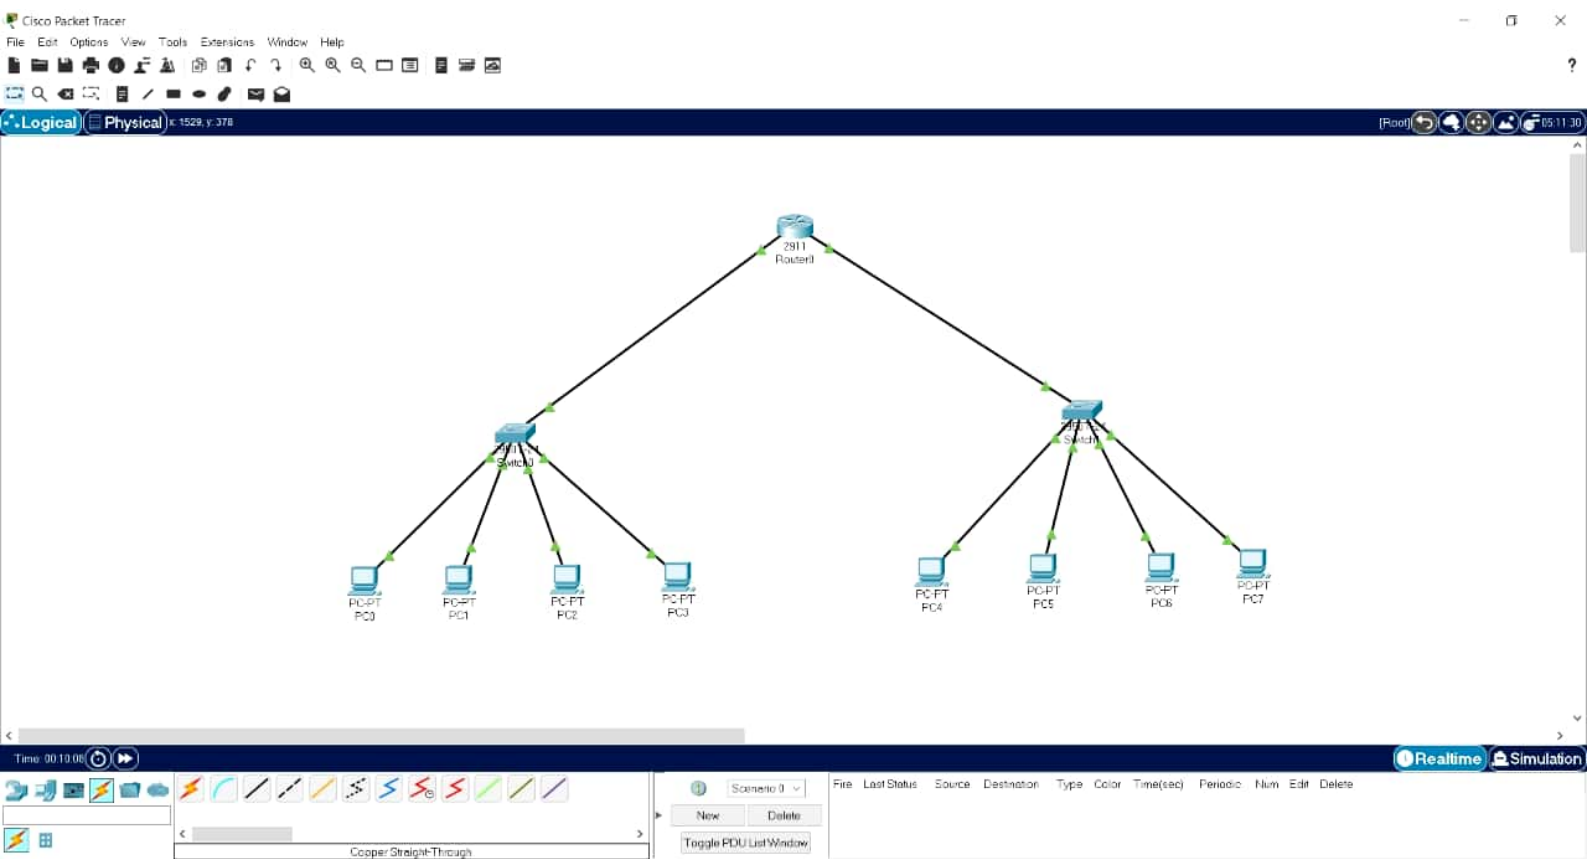 Cisco Packet Tracer
File Edit Options View Tools Extensions Window Help
?
Logical Physical x: 1529, y: 378 [Root] 05:11:30
2911
Router0
Switch0
Switch1
PC-PT PC-PT PC-PT PC-PT PC-PT PC-PT PC-PT PC-PT
PC0 PC1 PC2 PC3 PC4 PC5 PC6 PC7
Time: 00:10:08 Realtime Simulation
Scenario 0 Fire Last Status Source Destination Type Color Time(sec) Periodic Num Edit Delete
New Delete
Toggle PDU List Window
Copper Straight-Through